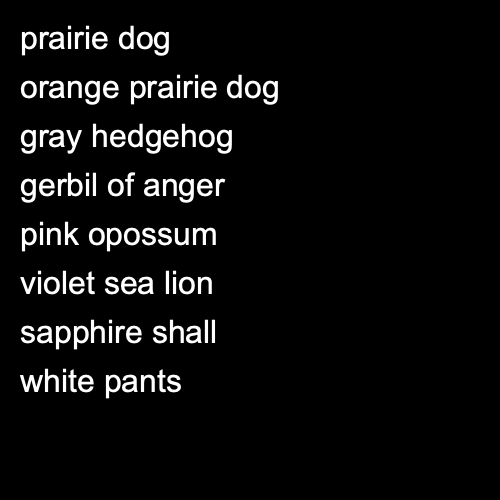 prairie dog
orange prairie dog
gray hedgehog
gerbil of anger
pink opossum
violet sea lion
sapphire shall
white pants